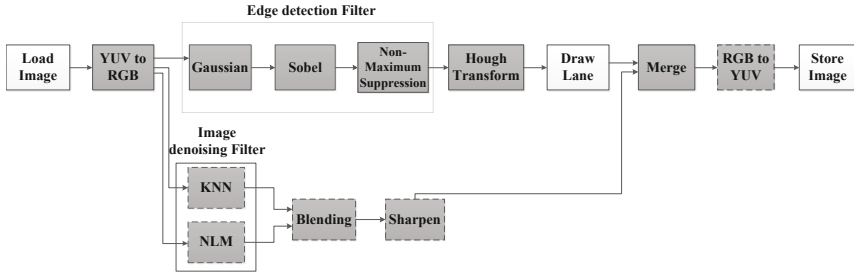 Edge detection Filter
Load
Image
YUV to
RGB
Gaussian
Sobel
Non-
Maximum
Suppression
Hough
Transform
Draw
Lane
Merge
RGB to
YUV
Store
Image
Image
denoising Filter
KNN
NLM
Blending
Sharpen